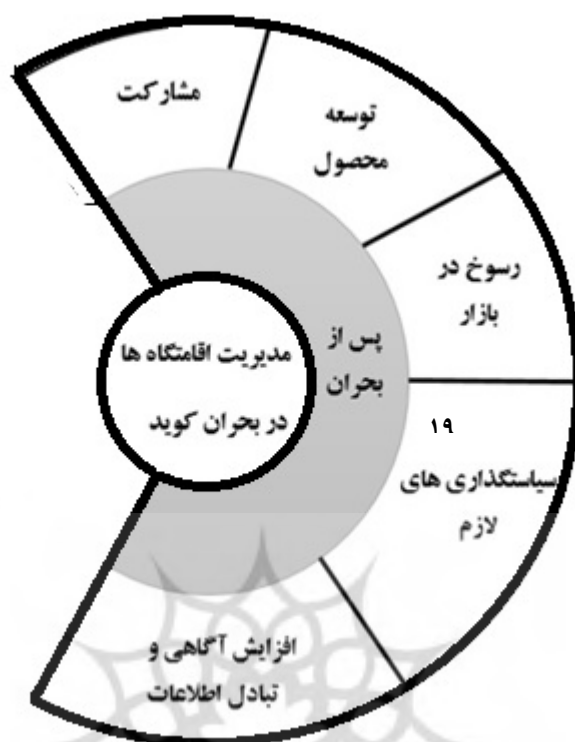 مشارکت
توسعه
محصول
رسوخ در
بازار
پس از
بحران
مدیریت اقامتگاه ها
در بحران کوید
۱۹
سیاستگذاری های
لازم
افزایش آگاهی و
تبادل اطلاعات